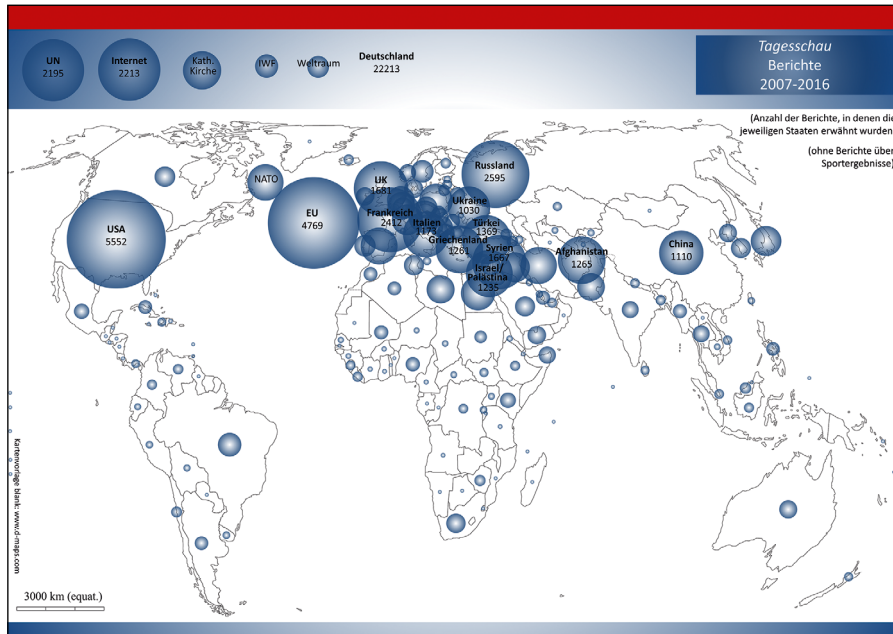 UN
2195
Internet
2213
Kath.
Kirche
IWF
Weltraum
Deutschland
22213
Tagesschau
Berichte
2007-2016
(Anzahl der Berichte, in denen die
jeweiligen Staaten erwähnt wurden
(ohne Berichte über
Sportergebnisse)
NATO
UK
1681
Russland
2595
USA
5552
EU
4769
Frankreich
2412
Ukraine
1030
Italien
1123
Türkei
1369
Griechenland
1261
Syrien
1667
Israel/
Palästina
1235
Afghanistan
1265
China
1110
Kartenvorlage blank: www.d-maps.com
3000 km (equat.)